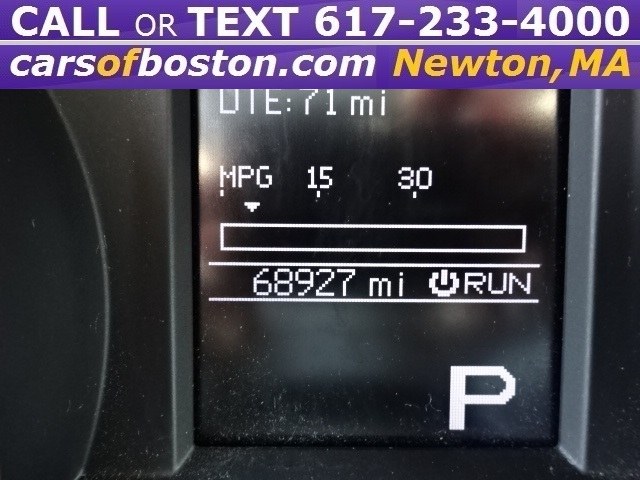 CALL OR TEXT 617-233-4000
carsofboston.com Newton, MA
DTE: 71 mi
MPG 15 30
68927 mi RUN
P